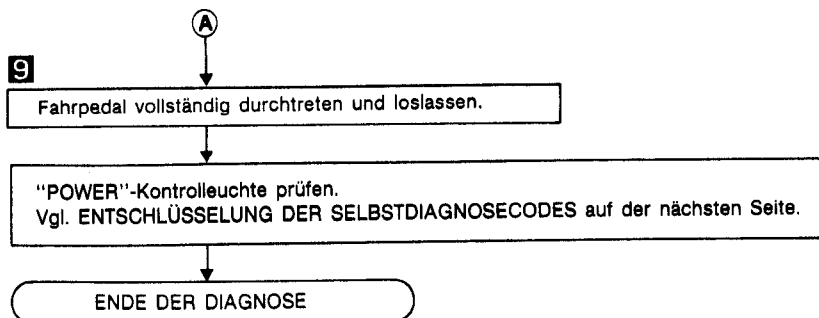 A
9
Fahrpedal vollständig durchtreten und loslassen.
"POWER"-Kontrolleuchte prüfen.
Vgl. ENTSCHLÜSSELUNG DER SELBSTDIAGNOSECODES auf der nächsten Seite.
ENDE DER DIAGNOSE